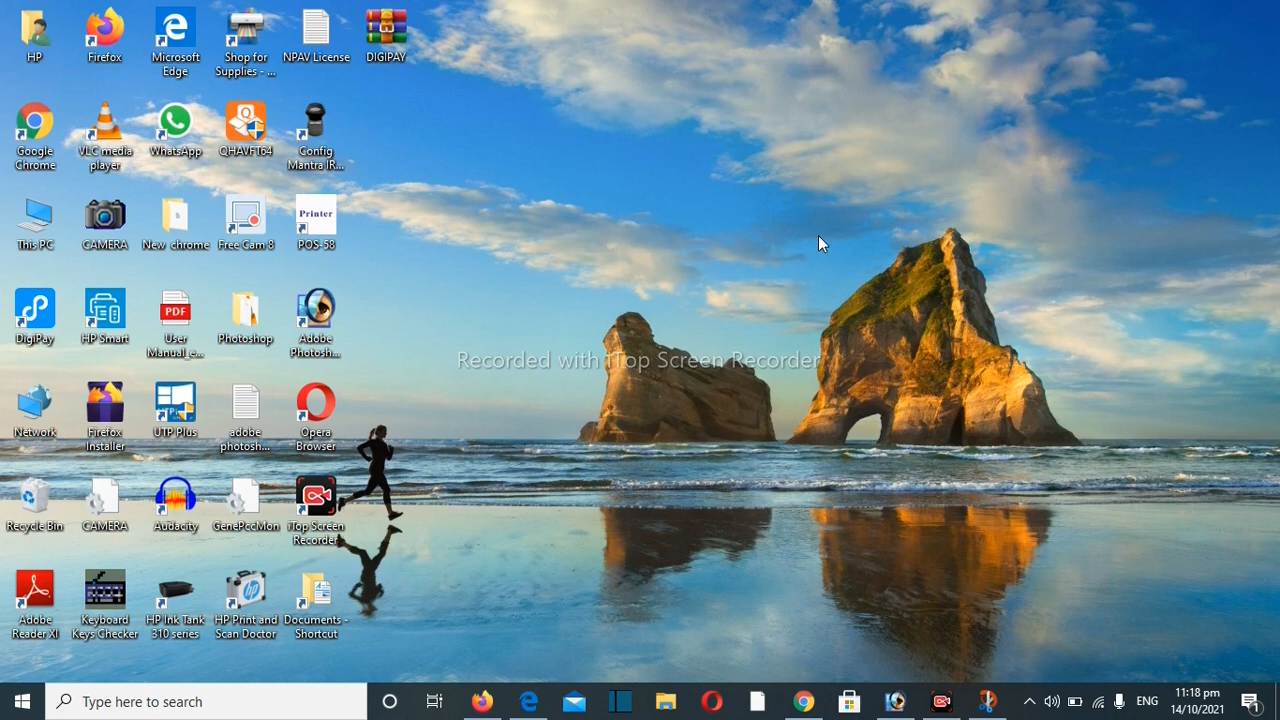 HP
Firefox
Microsoft
Edge
Shop for
Supplies - ...
NPAV License
DIGIPAY
Google
Chrome
VLC media
player
WhatsApp
QHAVFT64
Config
Mantra IR...
This PC
CAMERA
New chrome
Free Cam 8
Printer
POS-58
DigiPay
HP Smart
PDF
User
Manual_e...
Photoshop
Adobe
Photosh...
Recorded with iTop Screen Recorder
Network
Firefox
Installer
UTP Plus
adobe
photosh...
Opera
Browser
Recycle Bin
CAMERA
Audacity
GenePccMon
iTop Screen
Recorder
Adobe
Reader XI
Keyboard
Keys Checker
HP Ink Tank
310 series
HP Print and
Scan Doctor
Documents -
Shortcut
Type here to search
ENG
11:18 pm
14/10/2021
1